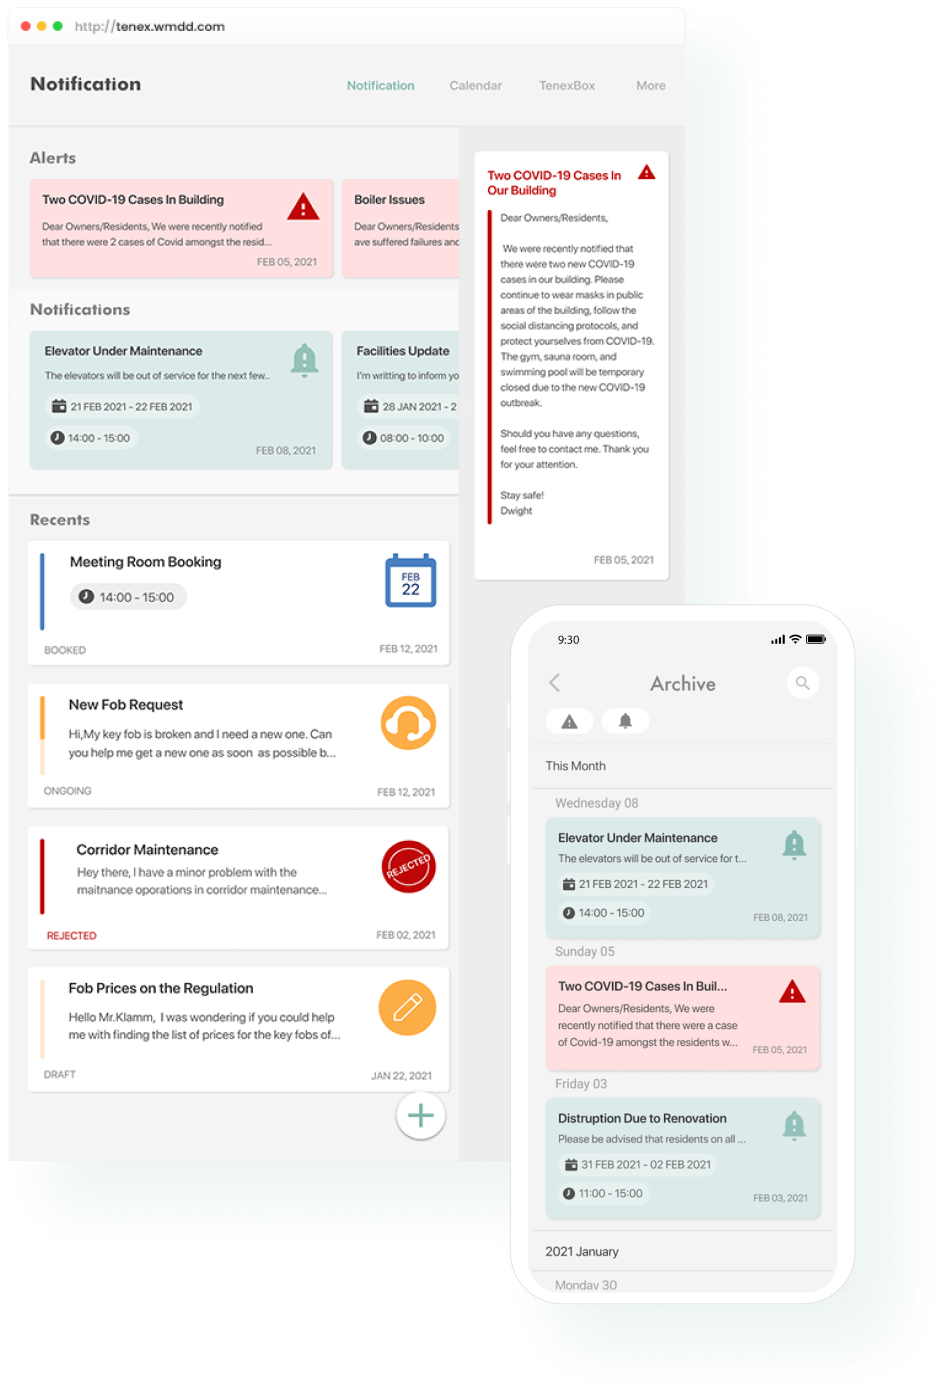 http://tenex.wmdd.com
Notification
Notification
Calendar
TenexBox
More
Alerts
Two COVID-19 Cases In Building
Dear Owners/Residents, We were recently notified
that there were 2 cases of Covid amongst the resid...
FEB 05, 2021
Boiler Issues
Dear Owners/Residents
ave suffered failures and
Notifications
Elevator Under Maintenance
The elevators will be out of service for the next few..
21 FEB 2021 - 22 FEB 2021
14:00 - 15:00
FEB 08, 2021
Facilities Update
I'm writting to inform yo
28 JAN 2021 - 2
08:00 - 10:00
Recents
Meeting Room Booking
14:00 - 15:00
FEB
22
BOOKED
FEB 12, 2021
New Fob Request
Hi,My key fob is broken and I need a new one. Can
you help me get a new one as soon as possible b...
ONGOING
FEB 12, 2021
Corridor Maintenance
Hey there, I have a minor problem with the
maitnance oporations in corridor maintenance...
REJECTED
REJECTED
FEB 02, 2021
Fob Prices on the Regulation
Hello Mr.Klamm, I was wondering if you could help
me with finding the list of prices for the key fobs of...
DRAFT
JAN 22, 2021
Two COVID-19 Cases In
Our Building
Dear Owners/Residents,
We were recently notified that
there were two new COVID-19
cases in our building. Please
continue to wear masks in public
areas of the building, follow the
social distancing protocols, and
protect yourselves from COVID-19.
The gym, sauna room, and
swimming pool will be temporary
closed due to the new COVID-19
outbreak.
Should you have any questions,
feel free to contact me. Thank you
for your attention.
Stay safe!
Dwight
FEB 05, 2021
9:30
Archive
This Month
Wednesday 08
Elevator Under Maintenance
The elevators will be out of service for t...
21 FEB 2021 - 22 FEB 2021
14:00 - 15:00
FEB 08, 2021
Sunday 05
Two COVID-19 Cases In Buil...
Dear Owners/Residents, We were
recently notified that there were a case
of Covid-19 amongst the residents w...
FEB 05, 2021
Friday 03
Distruption Due to Renovation
Please be advised that residents on all ...
31 FEB 2021 - 02 FEB 2021
11:00 - 15:00
FEB 03, 2021
2021 January
Monday 30